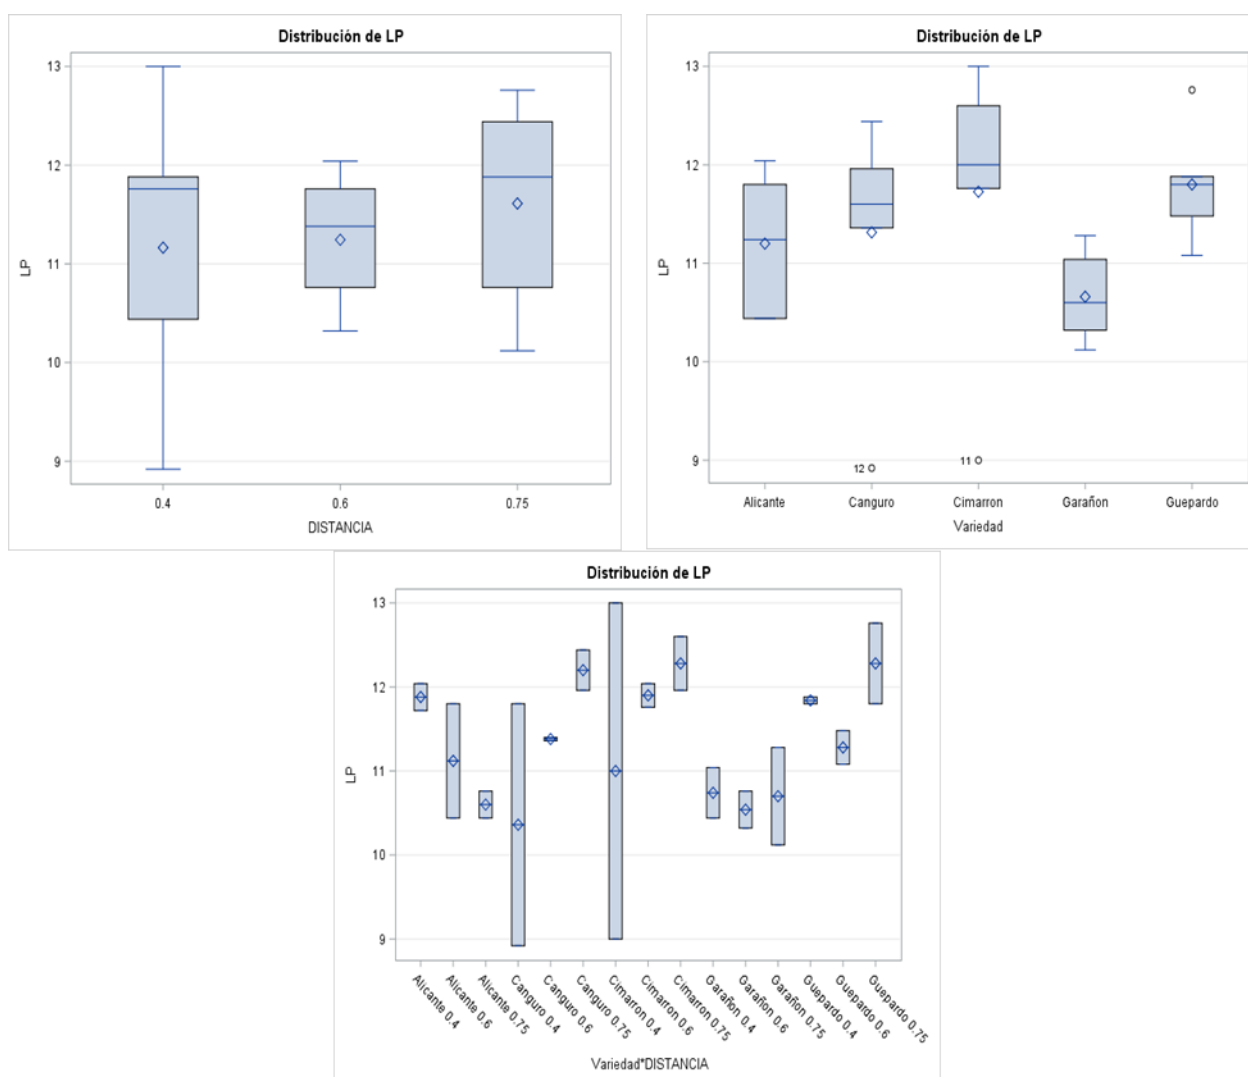 Distribución de LP
13
12
11
10
9
LP
0.4 0.6 0.75
DISTANCIA
Distribución de LP
13
12
11
10
9
LP
12
11
Alicante Canguro Cimarron Garañon Guepardo
Variedad
Distribución de LP
13
12
11
10
9
LP
Alicante 0.4
Alicante 0.6
Alicante 0.75
Canguro 0.4
Canguro 0.6
Canguro 0.75
Cimarron 0.4
Cimarron 0.6
Cimarron 0.75
Garañon 0.4
Garañon 0.6
Garañon 0.75
Guepardo 0.4
Guepardo 0.6
Guepardo 0.75
Variedad*DISTANCIA